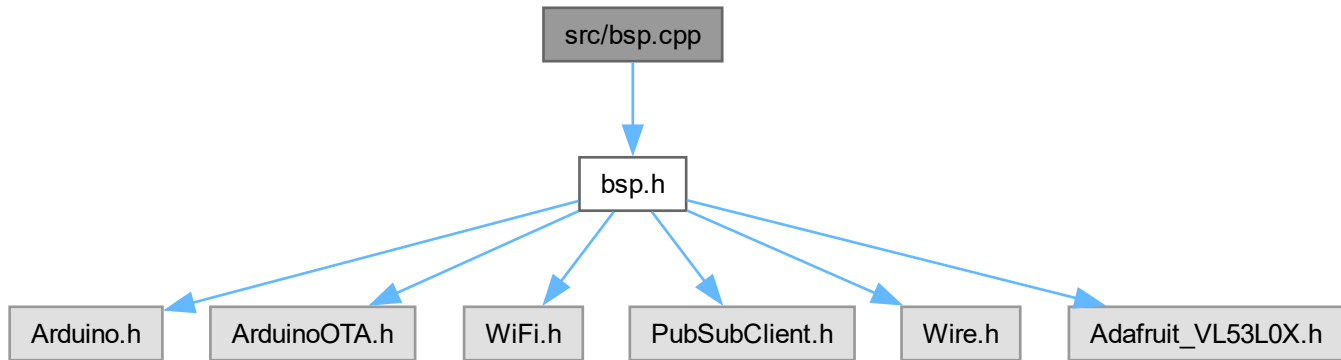 src/bsp.cpp
bsp.h
Arduino.h
ArduinoOTA.h
WiFi.h
PubSubClient.h
Wire.h
Adafruit_VL53L0X.h